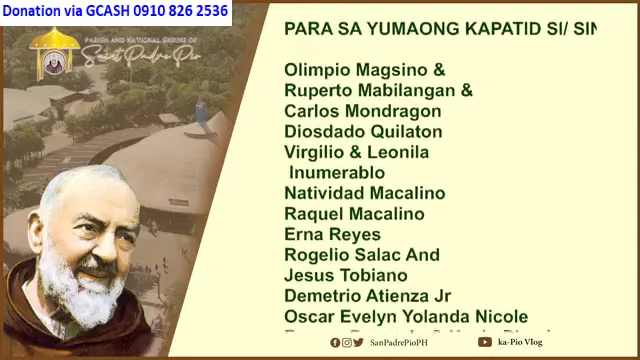 Donation via GCASH 0910 826 2536
PARISH AND NATIONAL SHRINE OF
Saint Padre Pio
PARA SA YUMAONG KAPATID SI/ SIN
Olimpio Magsino &
Ruperto Mabilangan &
Carlos Mondragon
Diosdado Quilaton
Virgilio & Leonila
Inumerablo
Natividad Macalino
Raquel Macalino
Erna Reyes
Rogelio Salac And
Jesus Tobiano
Demetrio Atienza Jr
Oscar Evelyn Yolanda Nicole
SanPadrePioPH
ka-Pio Vlog